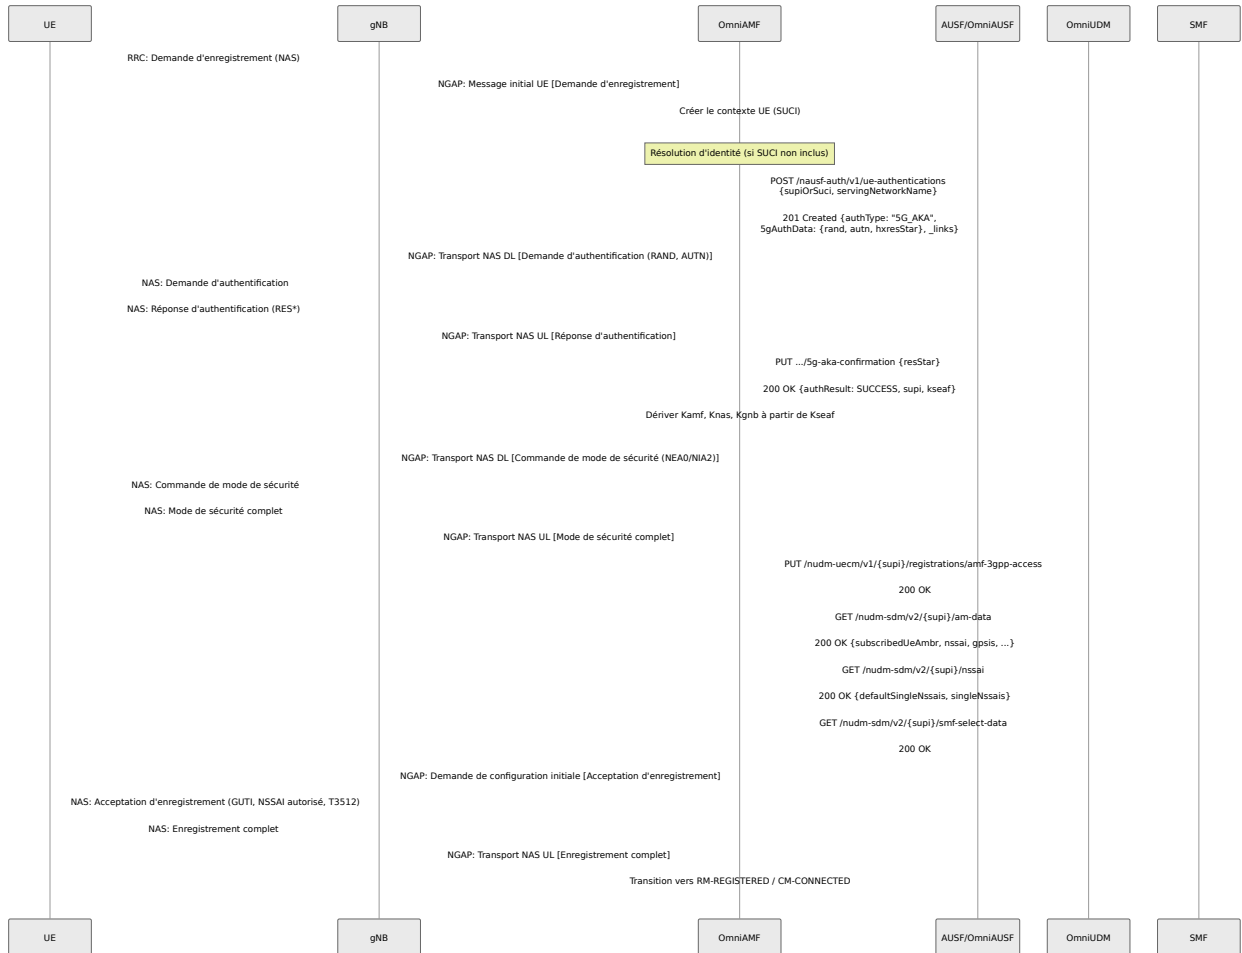 UE
gNB
OmniAMF
AUSF/OmniAUSF
OmniUDM
SMF
RRC: Demande d'enregistrement (NAS)
NGAP: Message initial UE [Demande d'enregistrement]
Créer le contexte UE (SUCI)
Résolution d'identité (si SUCI non inclus)
POST /nausf-auth/v1/ue-authentications
{supiOrSuci, servingNetworkName}
201 Created {authType: "5G_AKA",
5gAuthData: {rand, autn, hxresStar}, _links}
NGAP: Transport NAS DL [Demande d'authentification (RAND, AUTN)]
NAS: Demande d'authentification
NAS: Réponse d'authentification (RES*)
NGAP: Transport NAS UL [Réponse d'authentification]
PUT .../5g-aka-confirmation {resStar}
200 OK {authResult: SUCCESS, supi, kseaf}
Dériver Kamf, Knas, Kgnb à partir de Kseaf
NGAP: Transport NAS DL [Commande de mode de sécurité (NEA0/NIA2)]
NAS: Commande de mode de sécurité
NAS: Mode de sécurité complet
NGAP: Transport NAS UL [Mode de sécurité complet]
PUT /nudm-uecm/v1/{supi}/registrations/amf-3gpp-access
200 OK
GET /nudm-sdm/v2/{supi}/am-data
200 OK {subscribedUeAmbr, nssai, gpsis, ...}
GET /nudm-sdm/v2/{supi}/nssai
200 OK {defaultSingleNssais, singleNssais}
GET /nudm-sdm/v2/{supi}/smf-select-data
200 OK
NGAP: Demande de configuration initiale [Acceptation d'enregistrement]
NAS: Acceptation d'enregistrement (GUTI, NSSAI autorisé, T3512)
NAS: Enregistrement complet
NGAP: Transport NAS UL [Enregistrement complet]
Transition vers RM-REGISTERED / CM-CONNECTED
UE
gNB
OmniAMF
AUSF/OmniAUSF
OmniUDM
SMF